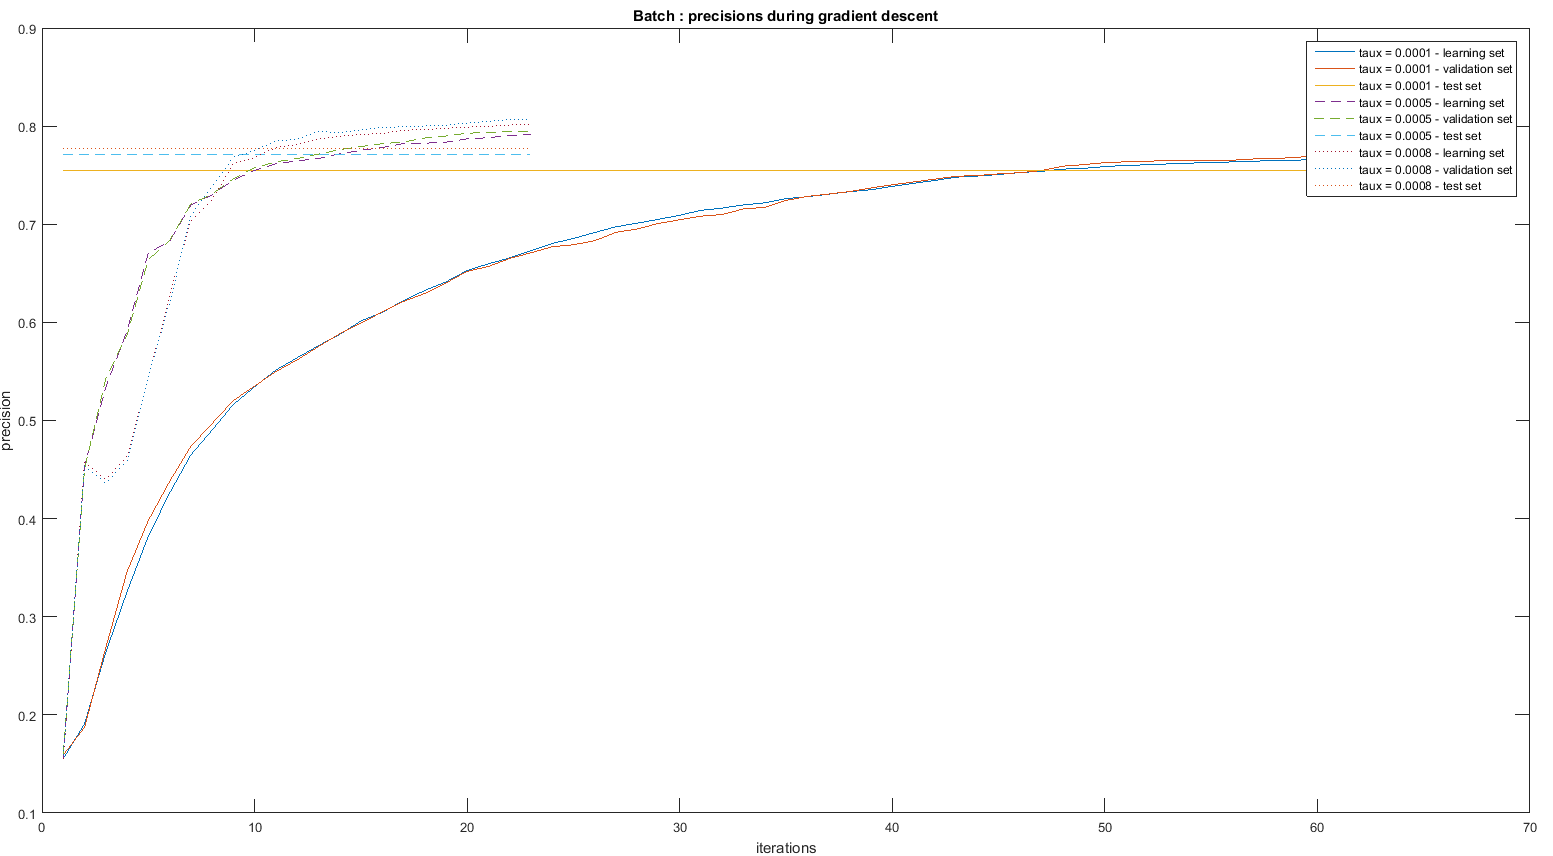 Batch : precisions during gradient descent
0.9
0.8
0.7
0.6
0.5
0.4
0.3
0.2
0.1
precision
taux = 0.0001 - learning set
taux = 0.0001 - validation set
taux = 0.0001 - test set
taux = 0.0005 - learning set
taux = 0.0005 - validation set
taux = 0.0005 - test set
taux = 0.0008 - learning set
taux = 0.0008 - validation set
taux = 0.0008 - test set
0 10 20 30 40 50 60 70
iterations